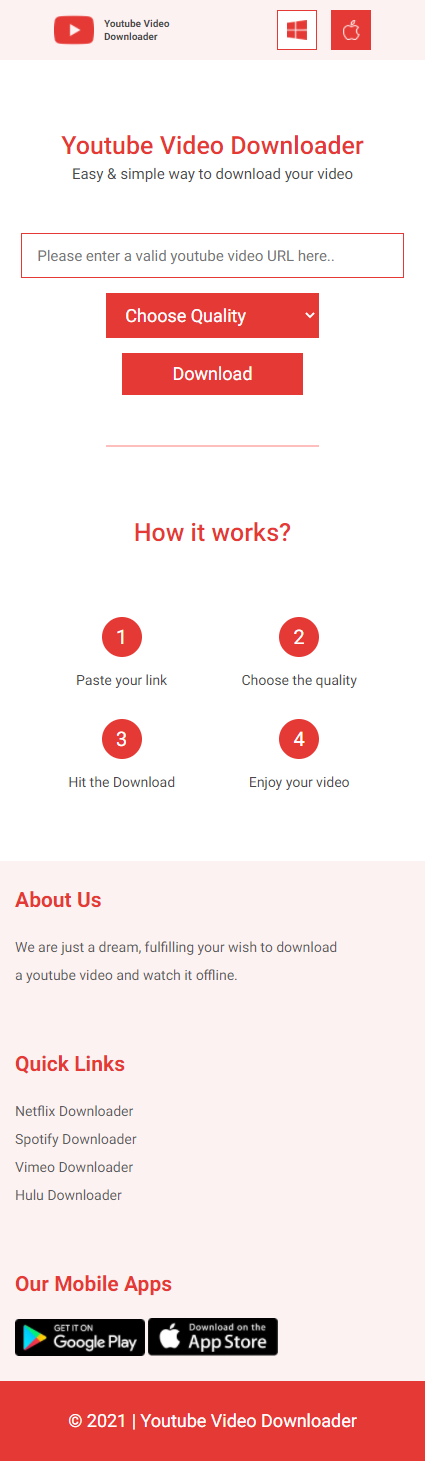 Youtube Video
Downloader
Youtube Video Downloader
Easy & simple way to download your video
Please enter a valid youtube video URL here..
Choose Quality
Download
How it works?
1
2
Paste your link
Choose the quality
3
4
Hit the Download
Enjoy your video
About Us
We are just a dream, fulfilling your wish to download
a youtube video and watch it offline.
Quick Links
Netflix Downloader
Spotify Downloader
Vimeo Downloader
Hulu Downloader
Our Mobile Apps
GET IT ON
Google Play
Download on the
App Store
© 2021 | Youtube Video Downloader